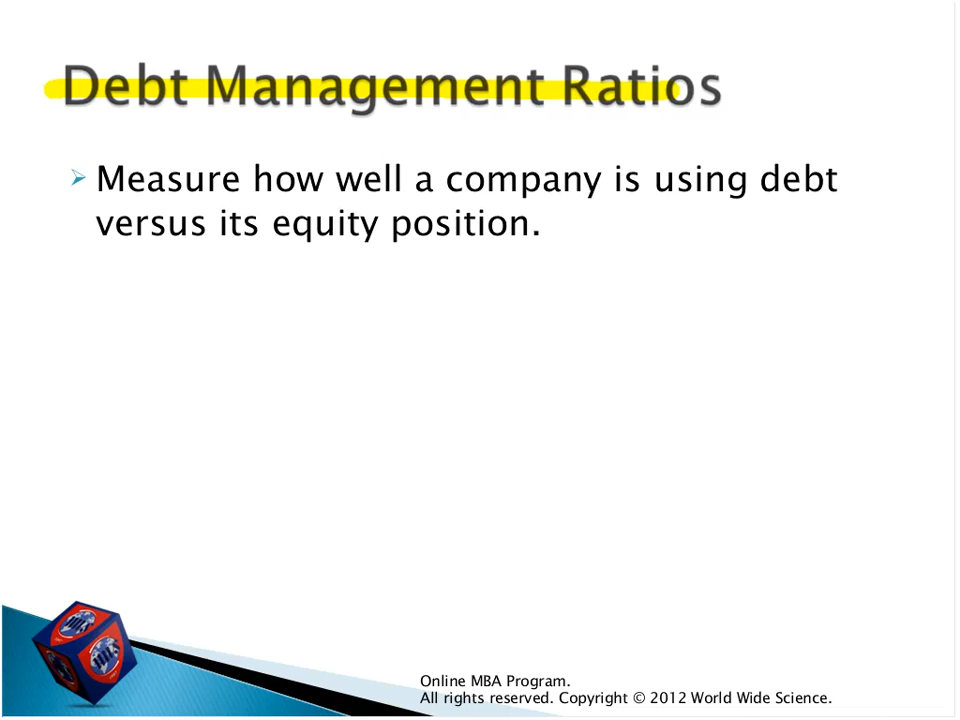 Debt Management Ratios
Measure how well a company is using debt
versus its equity position.
Online MBA Program.
All rights reserved. Copyright © 2012 World Wide Science.